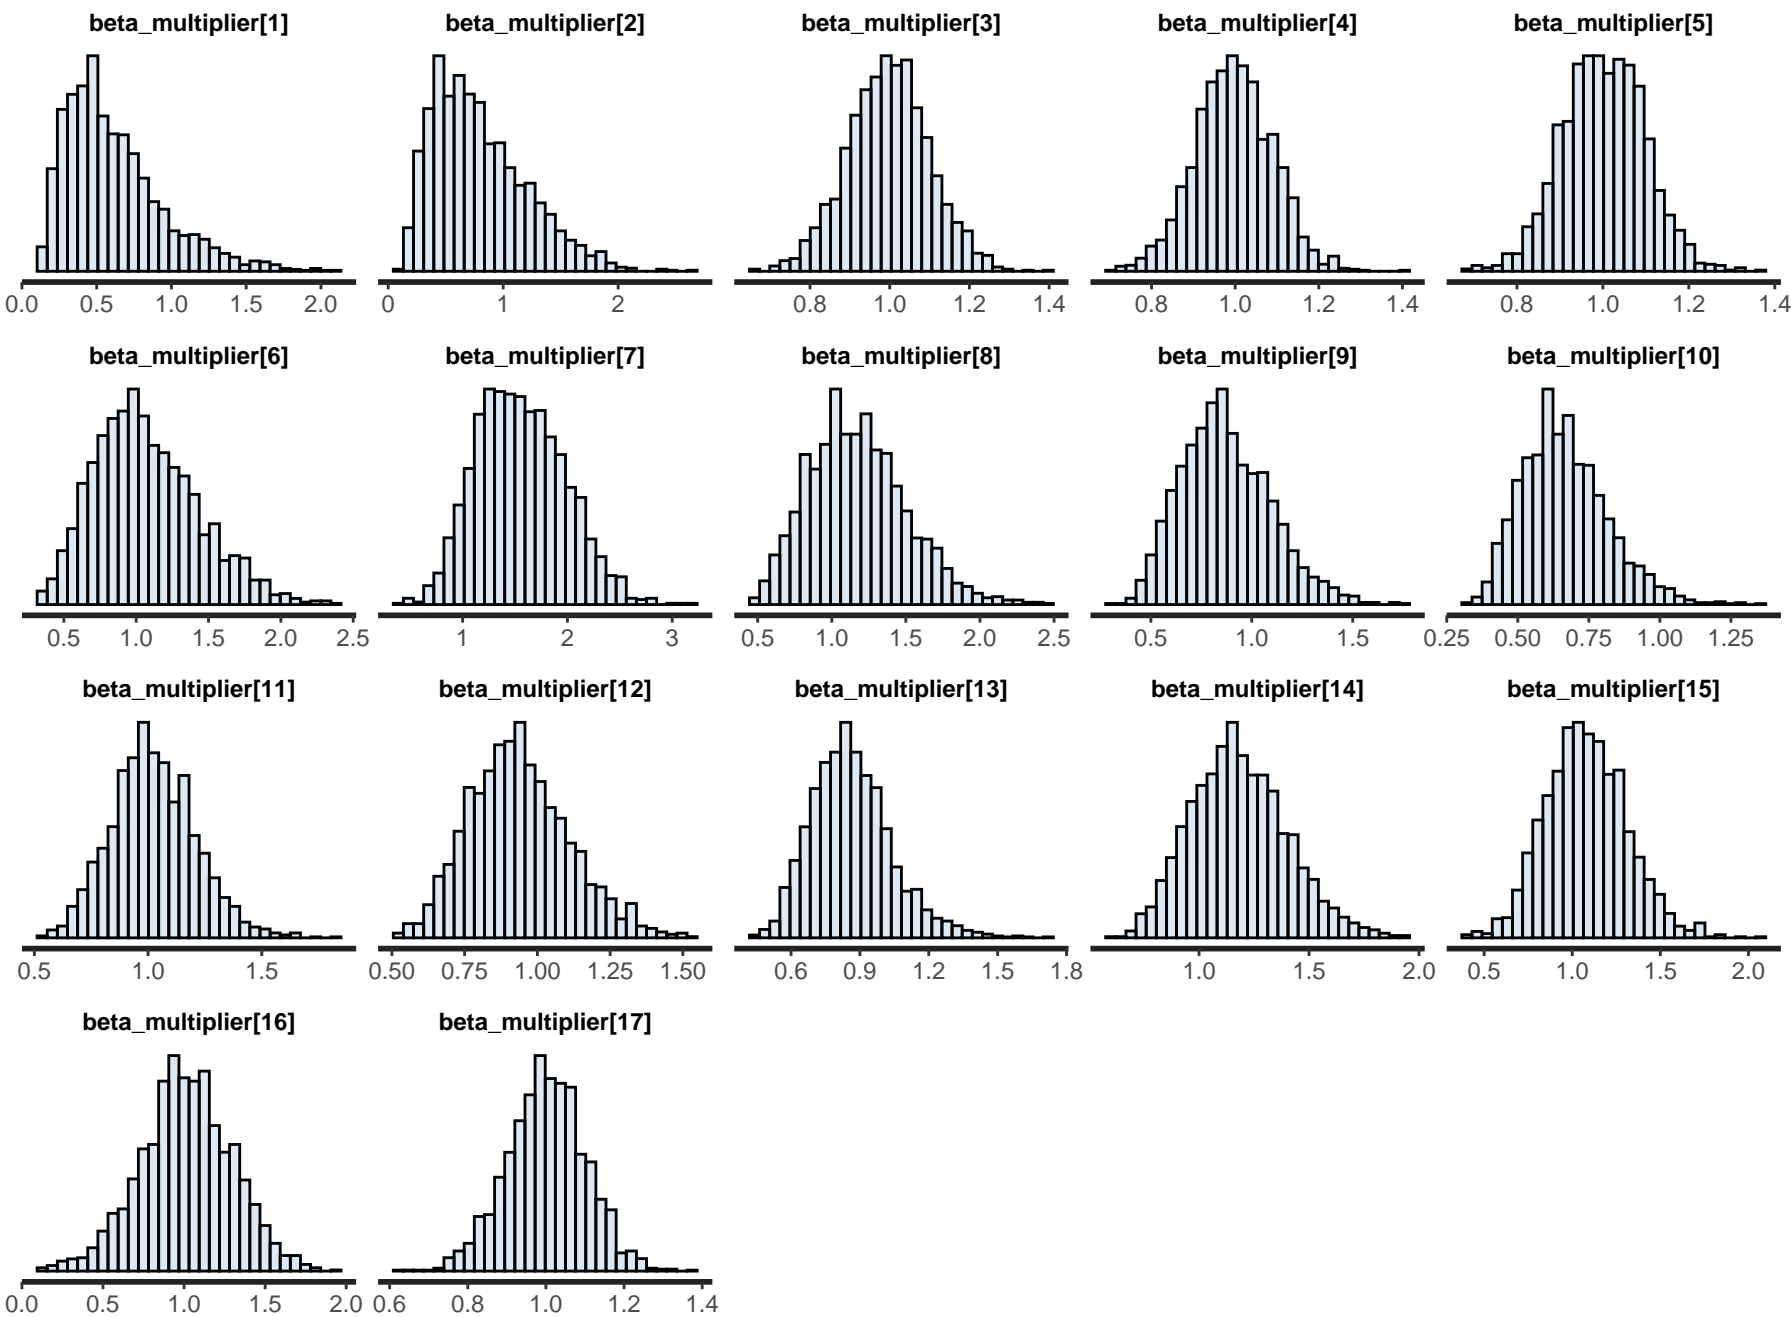 beta_multiplier[1] beta_multiplier[2] beta_multiplier[3] beta_multiplier[4] beta_multiplier[5]
0.0 0.5 1.0 1.5 2.0 0 1 2 0.8 1.0 1.2 1.4 0.8 1.0 1.2 1.4 0.8 1.0 1.2 1.4
beta_multiplier[6] beta_multiplier[7] beta_multiplier[8] beta_multiplier[9] beta_multiplier[10]
0.5 1.0 1.5 2.0 2.5 1 2 3 0.5 1.0 1.5 2.0 2.5 0.5 1.0 1.5 0.25 0.50 0.75 1.00 1.25
beta_multiplier[11] beta_multiplier[12] beta_multiplier[13] beta_multiplier[14] beta_multiplier[15]
0.5 1.0 1.5 0.50 0.75 1.00 1.25 1.50 0.6 0.9 1.2 1.5 1.8 1.0 1.5 2.0 0.5 1.0 1.5 2.0
beta_multiplier[16] beta_multiplier[17]
0.0 0.5 1.0 1.5 2.0 0.6 0.8 1.0 1.2 1.4